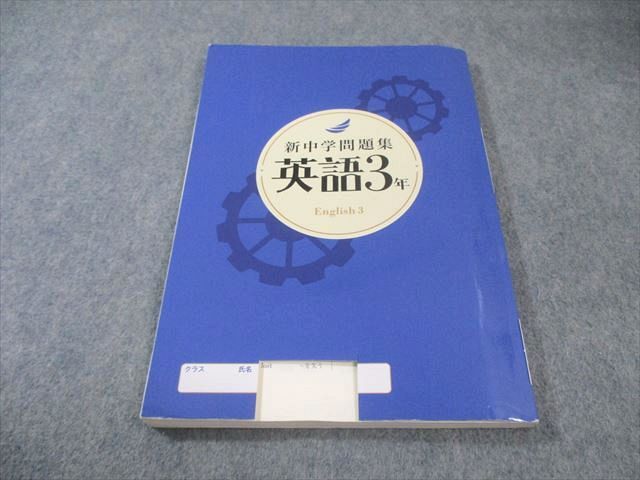 新中学問題集
英語3年
English 3
クラス 氏名